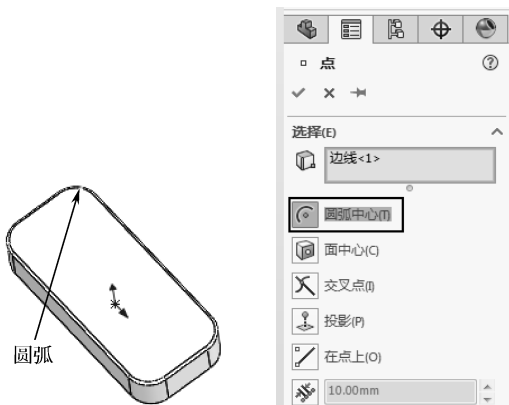 点
选择(E)
边线<1>
圆弧中心(T)
面中心(C)
交叉点(I)
投影(P)
在点上(O)
10.00mm
圆弧